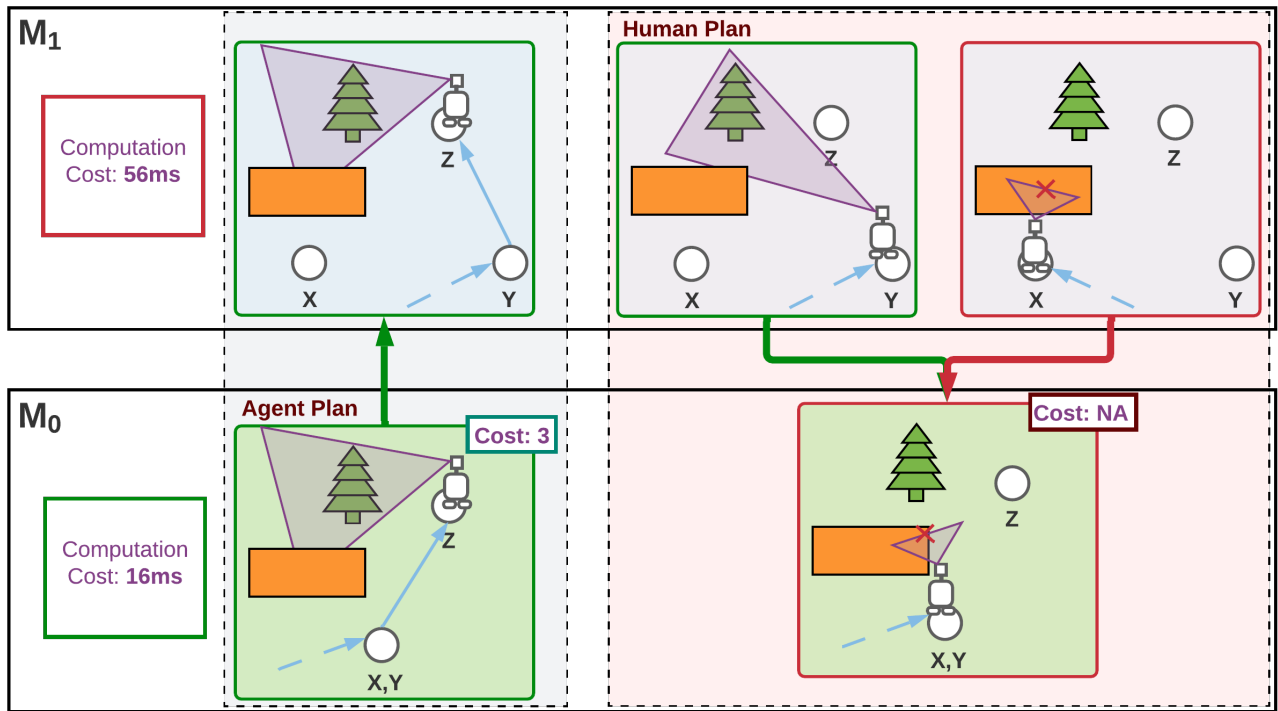 M1
Computation
Cost: 56ms
Z
X
Y
Human Plan
Z
X
Y
Z
X
Y
M0
Computation
Cost: 16ms
Agent Plan
Cost: 3
Z
X,Y
Cost: NA
Z
X,Y